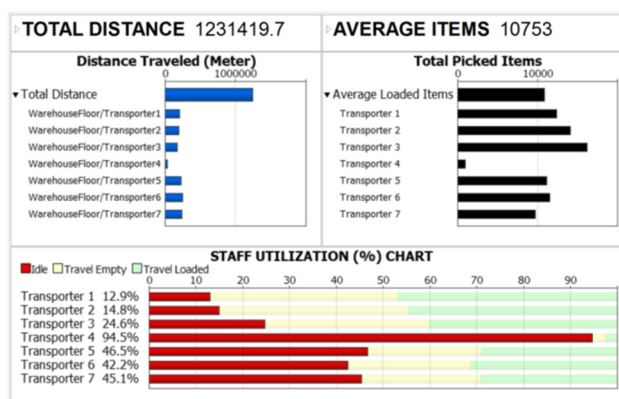 TOTAL DISTANCE 1231419.7
AVERAGE ITEMS 10753
Distance Traveled (Meter)
0 1000000
Total Distance
WarehouseFloor/Transporter1
WarehouseFloor/Transporter2
WarehouseFloor/Transporter3
WarehouseFloor/Transporter4
WarehouseFloor/Transporter5
WarehouseFloor/Transporter6
WarehouseFloor/Transporter7
Total Picked Items
0 10000
Average Loaded Items
Transporter 1
Transporter 2
Transporter 3
Transporter 4
Transporter 5
Transporter 6
Transporter 7
STAFF UTILIZATION (%) CHART
Idle Travel Empty Travel Loaded
0 10 20 30 40 50 60 70 80 90
Transporter 1 12.9%
Transporter 2 14.8%
Transporter 3 24.6%
Transporter 4 94.5%
Transporter 5 46.5%
Transporter 6 42.2%
Transporter 7 45.1%